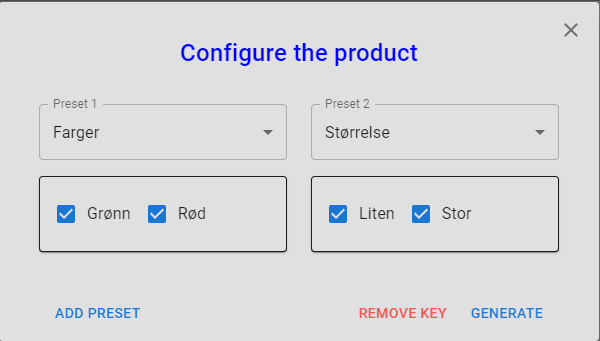 Configure the product
Preset 1
Preset 2
Farger
Størrelse
Grønn Rød
Liten Stor
ADD PRESET
REMOVE KEY
GENERATE